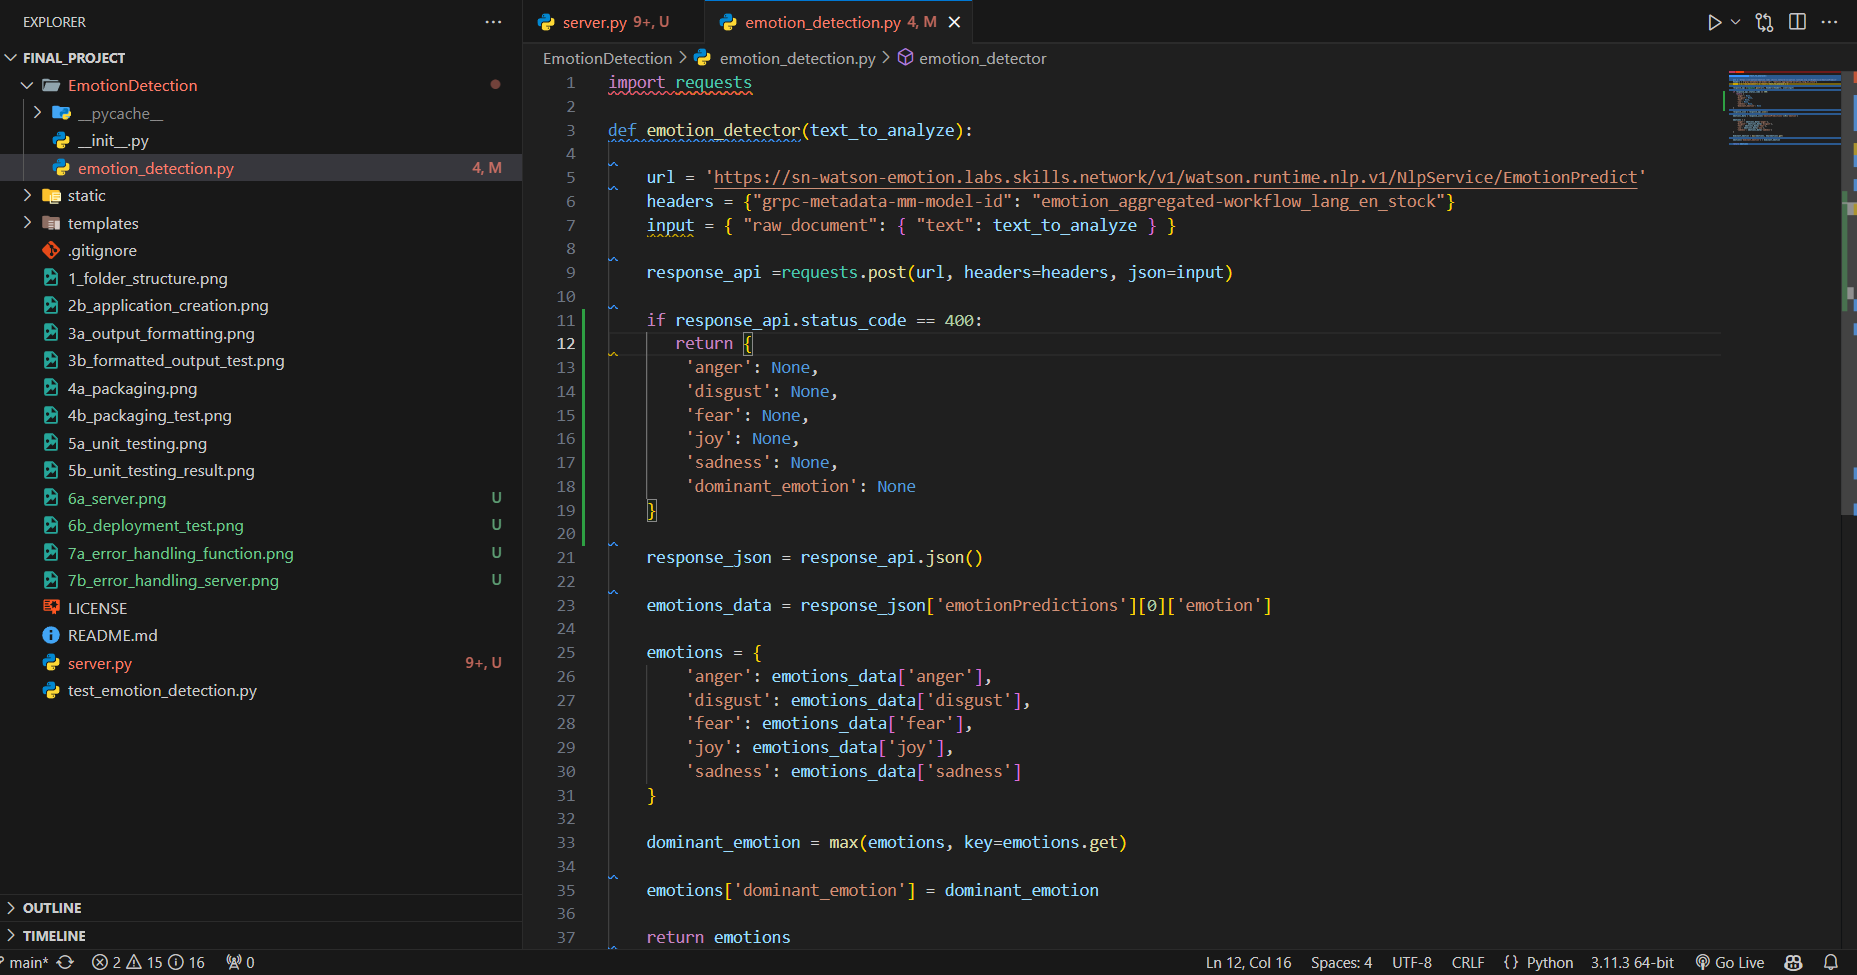 EXPLORER
FINAL_PROJECT
EmotionDetection
__pycache__
__init__.py
emotion_detection.py 4, M
static
templates
.gitignore
1_folder_structure.png
2b_application_creation.png
3a_output_formatting.png
3b_formatted_output_test.png
4a_packaging.png
4b_packaging_test.png
5a_unit_testing.png
5b_unit_testing_result.png
6a_server.png U
6b_deployment_test.png U
7a_error_handling_function.png U
7b_error_handling_server.png U
LICENSE
README.md
server.py 9+, U
test_emotion_detection.py
OUTLINE
TIMELINE
server.py 9+, U emotion_detection.py 4, M
EmotionDetection > emotion_detection.py > emotion_detector
1 import requests
2
3 def emotion_detector(text_to_analyze):
4
5 url = 'https://sn-watson-emotion.labs.skills.network/v1/watson.runtime.nlp.v1/NlpService/EmotionPredict'
6 headers = {"grpc-metadata-mm-model-id": "emotion_aggregated-workflow_lang_en_stock"}
7 input = { "raw_document": { "text": text_to_analyze } }
8
9 response_api =requests.post(url, headers=headers, json=input)
10
11 if response_api.status_code == 400:
12 return {
13 'anger': None,
14 'disgust': None,
15 'fear': None,
16 'joy': None,
17 'sadness': None,
18 'dominant_emotion': None
19 }
20
21 response_json = response_api.json()
22
23 emotions_data = response_json['emotionPredictions'][0]['emotion']
24
25 emotions = {
26 'anger': emotions_data['anger'],
27 'disgust': emotions_data['disgust'],
28 'fear': emotions_data['fear'],
29 'joy': emotions_data['joy'],
30 'sadness': emotions_data['sadness']
31 }
32
33 dominant_emotion = max(emotions, key=emotions.get)
34
35 emotions['dominant_emotion'] = dominant_emotion
36
37 return emotions
main* 2 15 16 0 Ln 12, Col 16 Spaces: 4 UTF-8 CRLF {} Python 3.11.3 64-bit Go Live